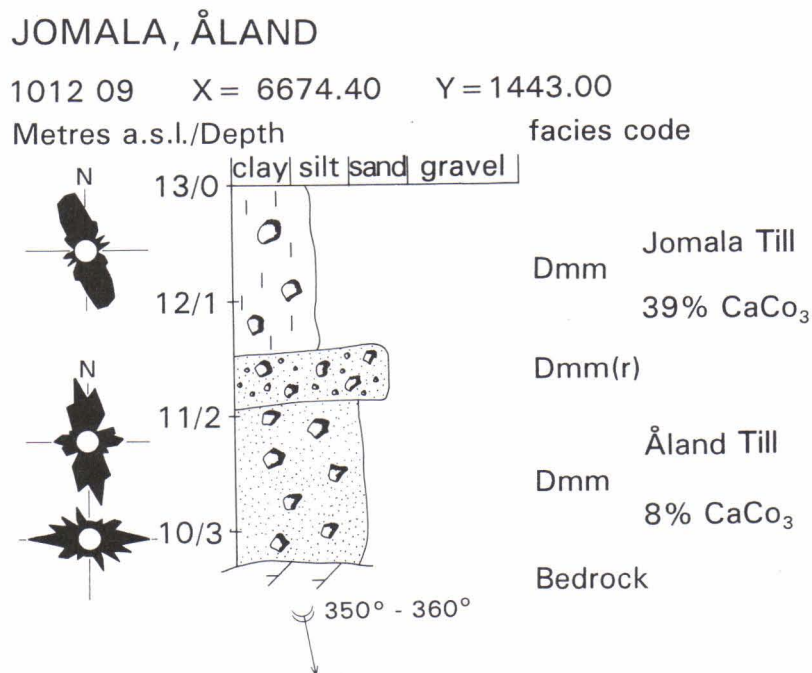 JOMALA, ÅLAND
1012 09 X = 6674.40 Y = 1443.00
Metres a.s.l./Depth facies code
clay silt sand gravel
N
13/0
Jomala Till
Dmm
12/1
39% CaCo₃
Dmm(r)
N
11/2
Åland Till
Dmm
8% CaCo₃
10/3
Bedrock
350° - 360°